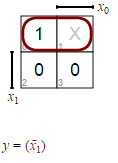 x₀
0 1
1 X
2 3
0 0
x₁
y = (x̄₁)